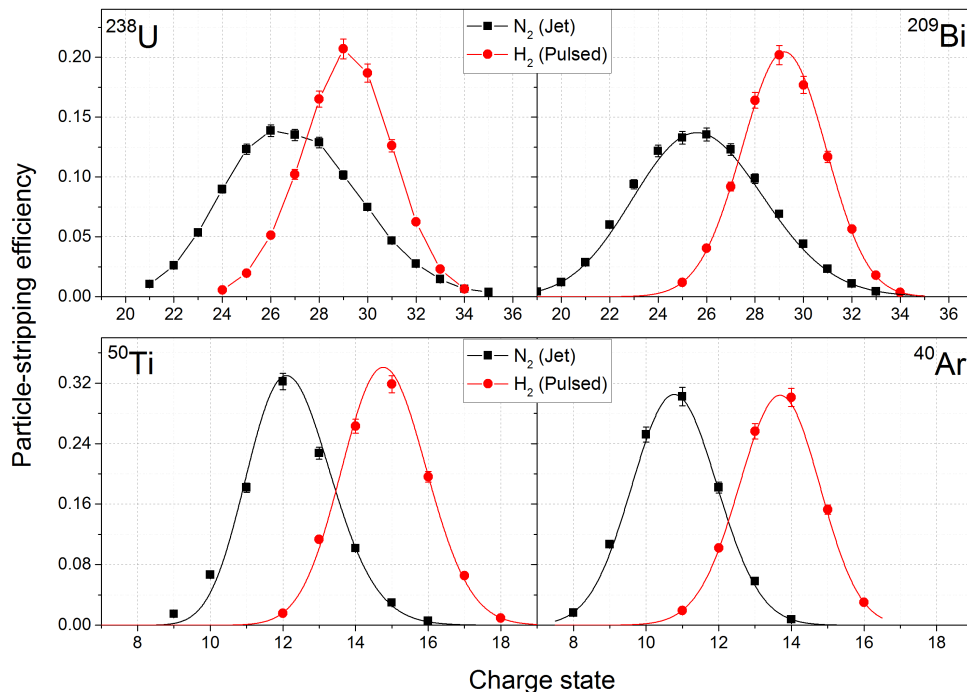 ²³⁸U
N₂ (Jet)
H₂ (Pulsed)
²⁰⁹Bi
0.20
0.15
0.10
0.05
0.00
20 22 24 26 28 30 32 34 36
20 22 24 26 28 30 32 34 36
Particle-stripping efficiency
⁵⁰Ti
N₂ (Jet)
H₂ (Pulsed)
⁴⁰Ar
0.32
0.24
0.16
0.08
0.00
8 10 12 14 16 18
8 10 12 14 16 18
Charge state